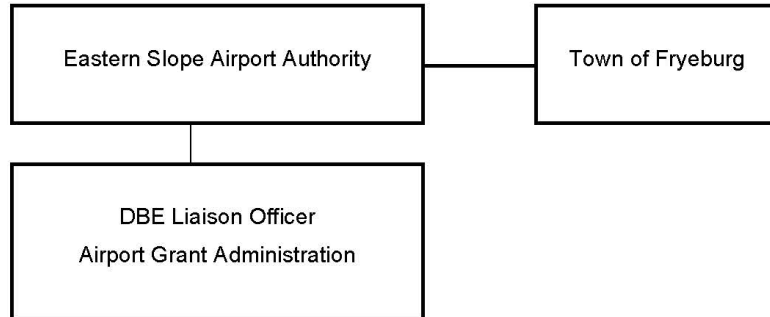 Eastern Slope Airport Authority
Town of Fryeburg
DBE Liaison Officer
Airport Grant Administration